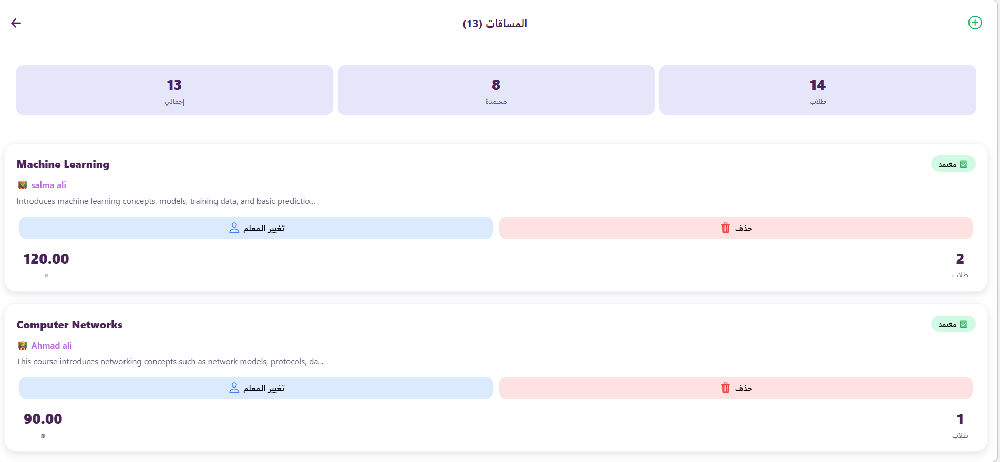 المساقات (13)
13
إجمالي
8
معتمدة
14
طلاب
Machine Learning
معتمد ✅
salma ali
Introduces machine learning concepts, models, training data, and basic predictio...
تغيير المعلم
حذف
120.00
₪
2
طلاب
Computer Networks
معتمد ✅
Ahmad ali
This course introduces networking concepts such as network models, protocols, da...
تغيير المعلم
حذف
90.00
₪
1
طلاب